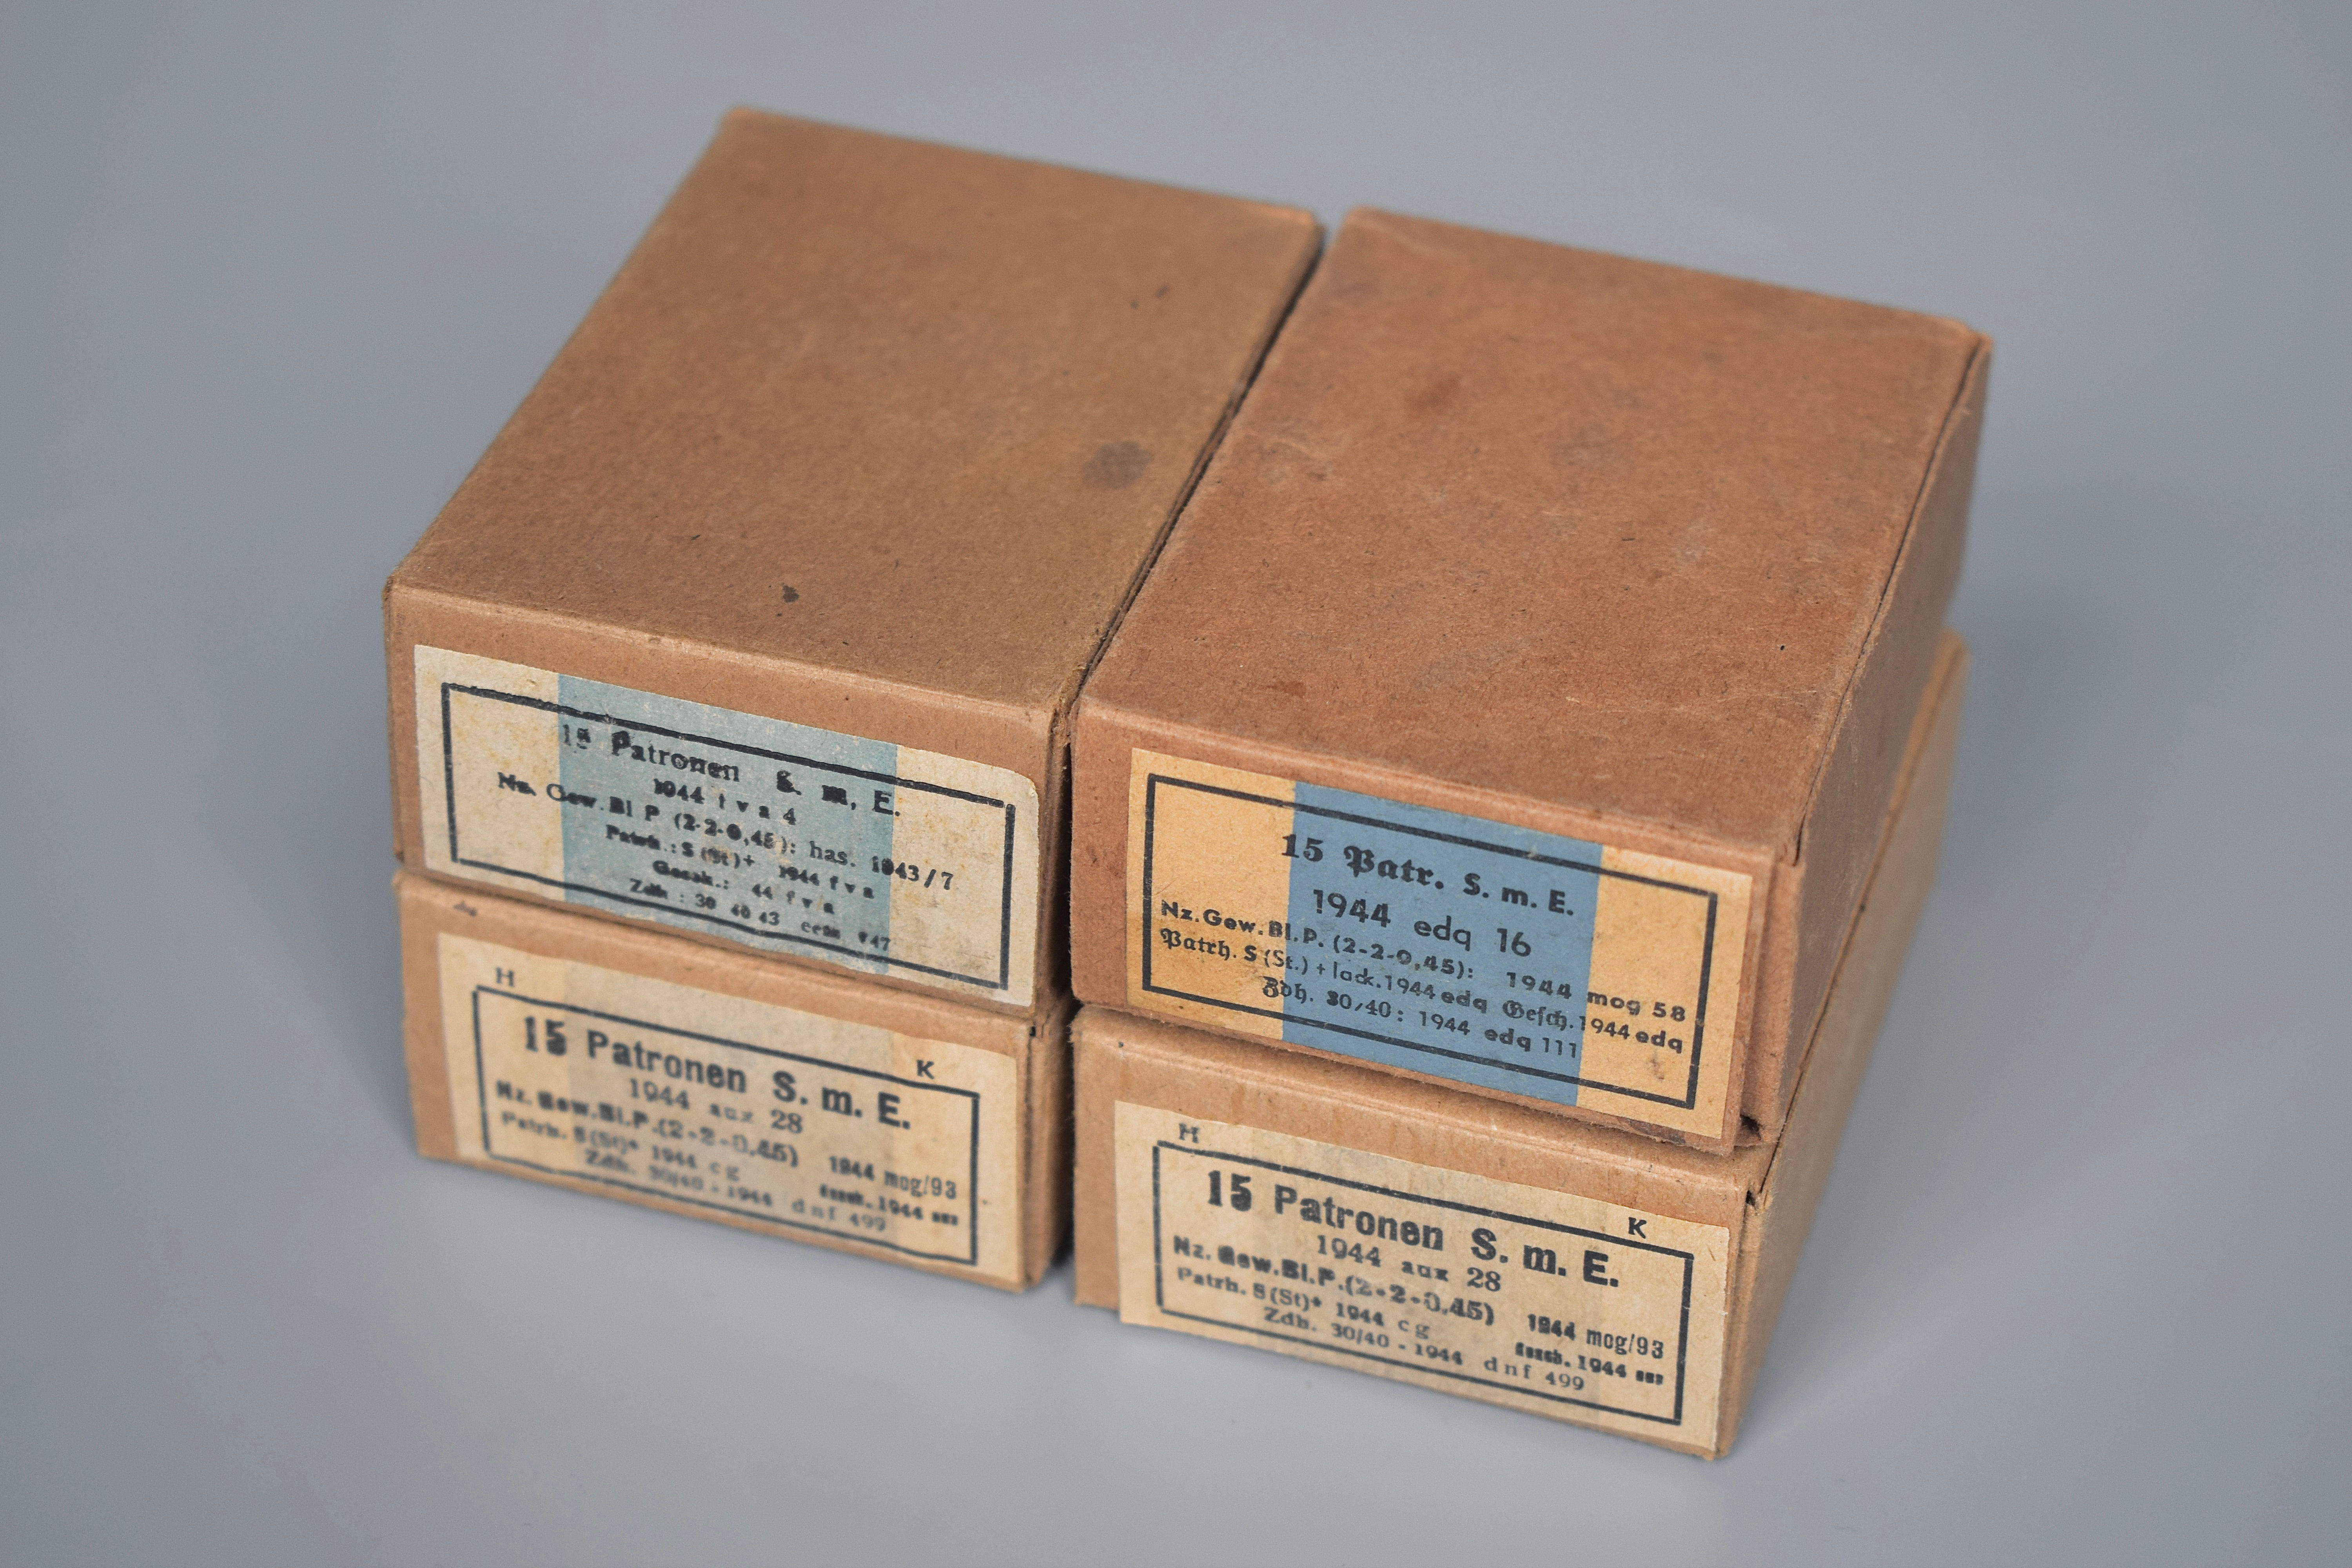 15 Patronen S. m. E.
1944 f v a 4
Nz. Gew. Bl P (2-2-0,45): has. 1943/7
Patrh.: S (St)+ 1944 f v a
Gesch.: 44 f v a
Zdh : 30 40 43
15 Patr. S. m. E.
1944 edq 16
Nz. Gew. Bl. P. (2-2-0,45): 1944 mog 58
Patrh. S (St.) + lack. 1944 edq Gesch. 1944 edq
Zdh. 30/40: 1944 edq 111
H
K
15 Patronen S. m. E.
1944 aux 28
Nz. Gew. Bl. P. (2-2-0,45) 1944 mog/93
Patrh. S (St)+ 1944 c g Gesch. 1944
Zdh. 30/40 - 1944 dnf 499
H
K
15 Patronen S. m. E.
1944 aux 28
Nz. Gew. Bl. P. (2-2-0,45) 1944 mog/93
Patrh. S (St)+ 1944 c g Gesch. 1944
Zdh. 30/40 - 1944 dnf 499